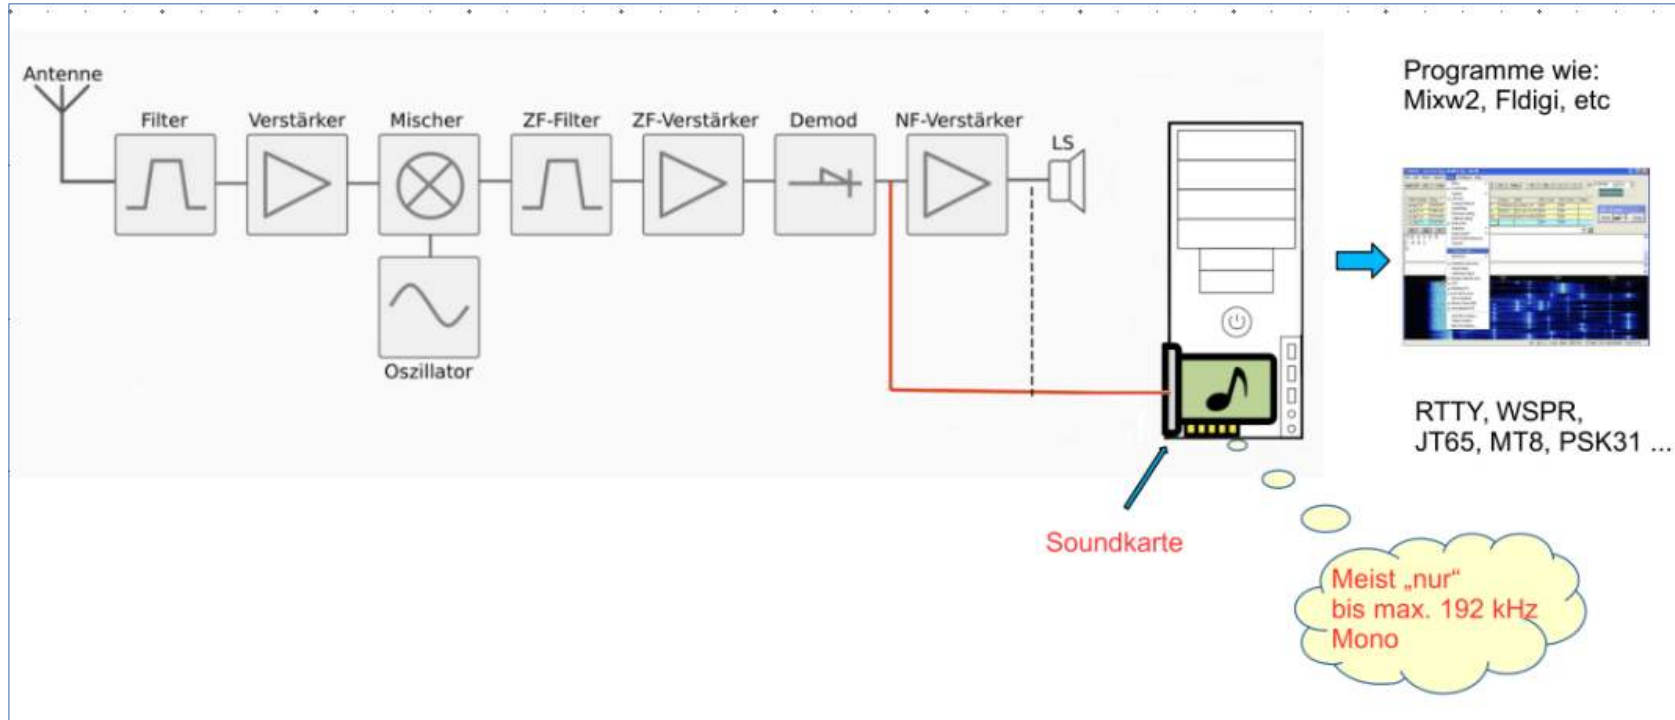 Antenne
Filter
Verstärker
Mischer
ZF-Filter
ZF-Verstärker
Demod
NF-Verstärker
LS
Oszillator
Programme wie:
Mixw2, Fldigi, etc
RTTY, WSPR,
JT65, MT8, PSK31 ...
Soundkarte
Meist „nur“
bis max. 192 kHz
Mono